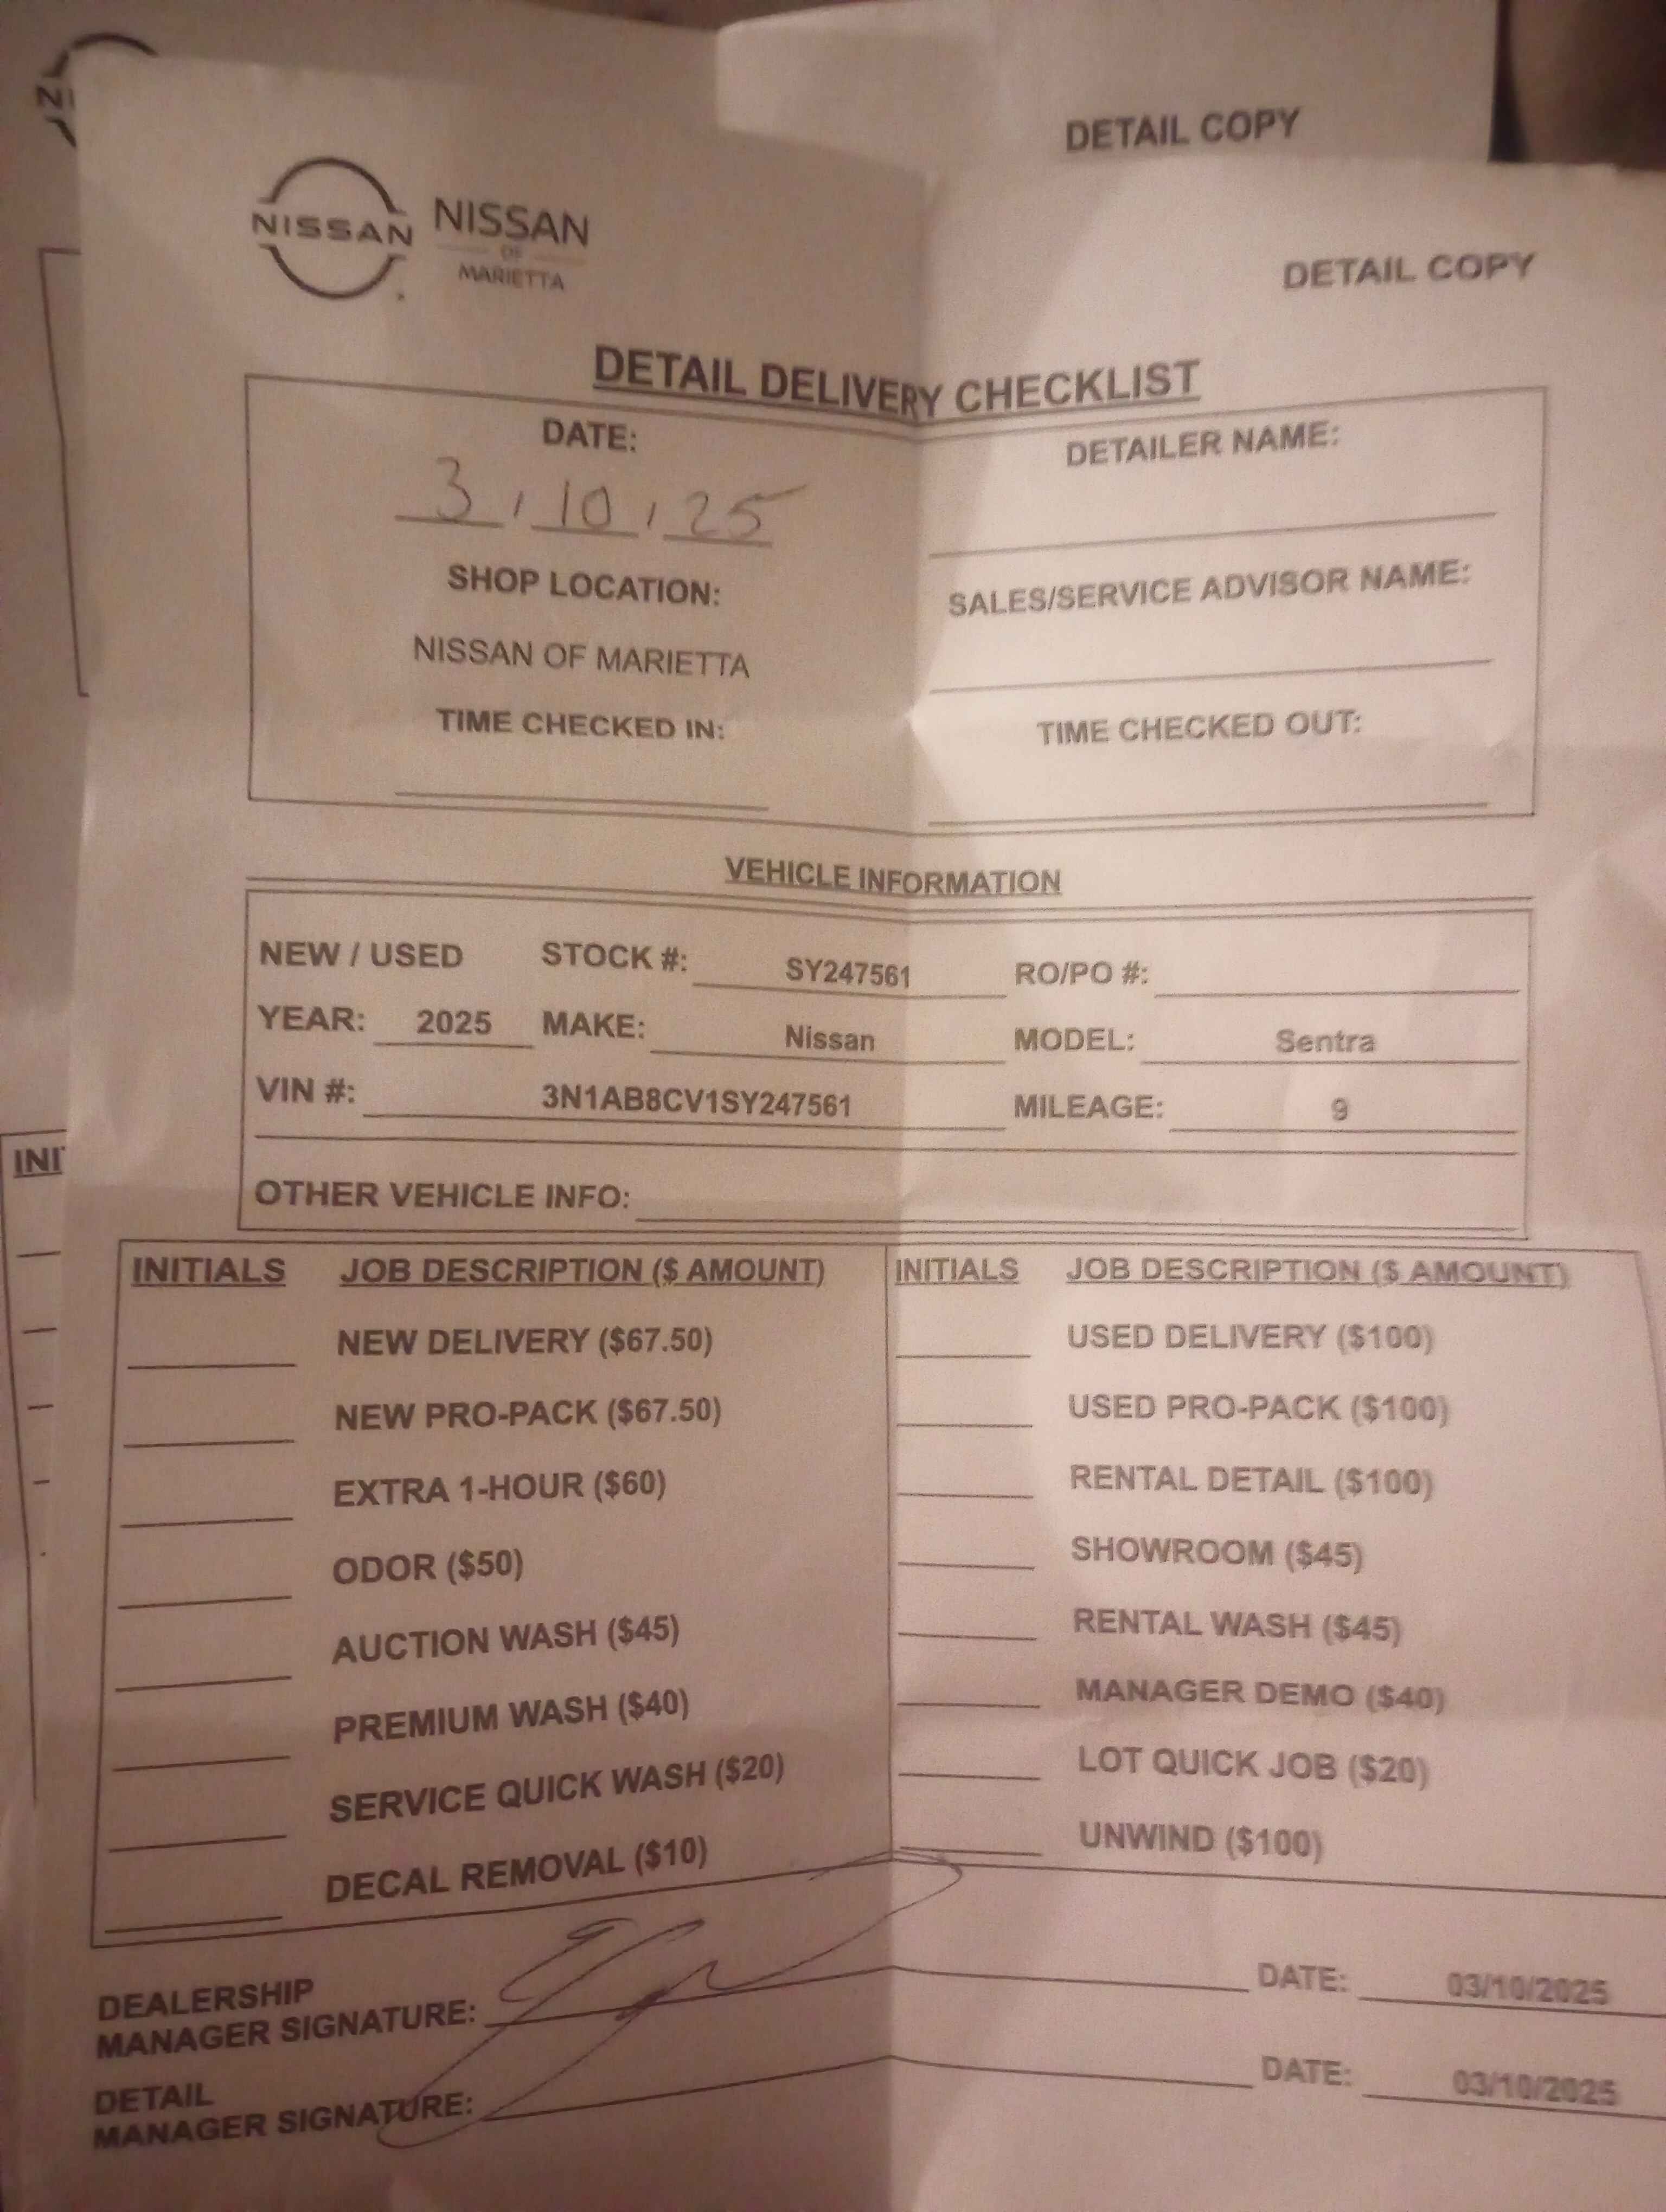 NI
DETAIL COPY
NISSAN
NISSAN
OF
MARIETTA
DETAIL COPY
DETAIL DELIVERY CHECKLIST
DATE:
3 / 10 / 25
DETAILER NAME:
SHOP LOCATION:
SALES/SERVICE ADVISOR NAME:
NISSAN OF MARIETTA
TIME CHECKED IN:
TIME CHECKED OUT:
VEHICLE INFORMATION
NEW / USED STOCK #: SY247561 RO/PO #:
YEAR: 2025 MAKE: Nissan MODEL: Sentra
VIN #: 3N1AB8CV1SY247561 MILEAGE: 9
OTHER VEHICLE INFO:
INI
INITIALS JOB DESCRIPTION ($ AMOUNT) INITIALS JOB DESCRIPTION ($ AMOUNT)
NEW DELIVERY ($67.50) USED DELIVERY ($100)
NEW PRO-PACK ($67.50) USED PRO-PACK ($100)
EXTRA 1-HOUR ($60) RENTAL DETAIL ($100)
ODOR ($50) SHOWROOM ($45)
AUCTION WASH ($45) RENTAL WASH ($45)
PREMIUM WASH ($40) MANAGER DEMO ($40)
SERVICE QUICK WASH ($20) LOT QUICK JOB ($20)
DECAL REMOVAL ($10) UNWIND ($100)
DEALERSHIP
MANAGER SIGNATURE: DATE: 03/10/2025
DETAIL
MANAGER SIGNATURE: DATE: 03/10/2025